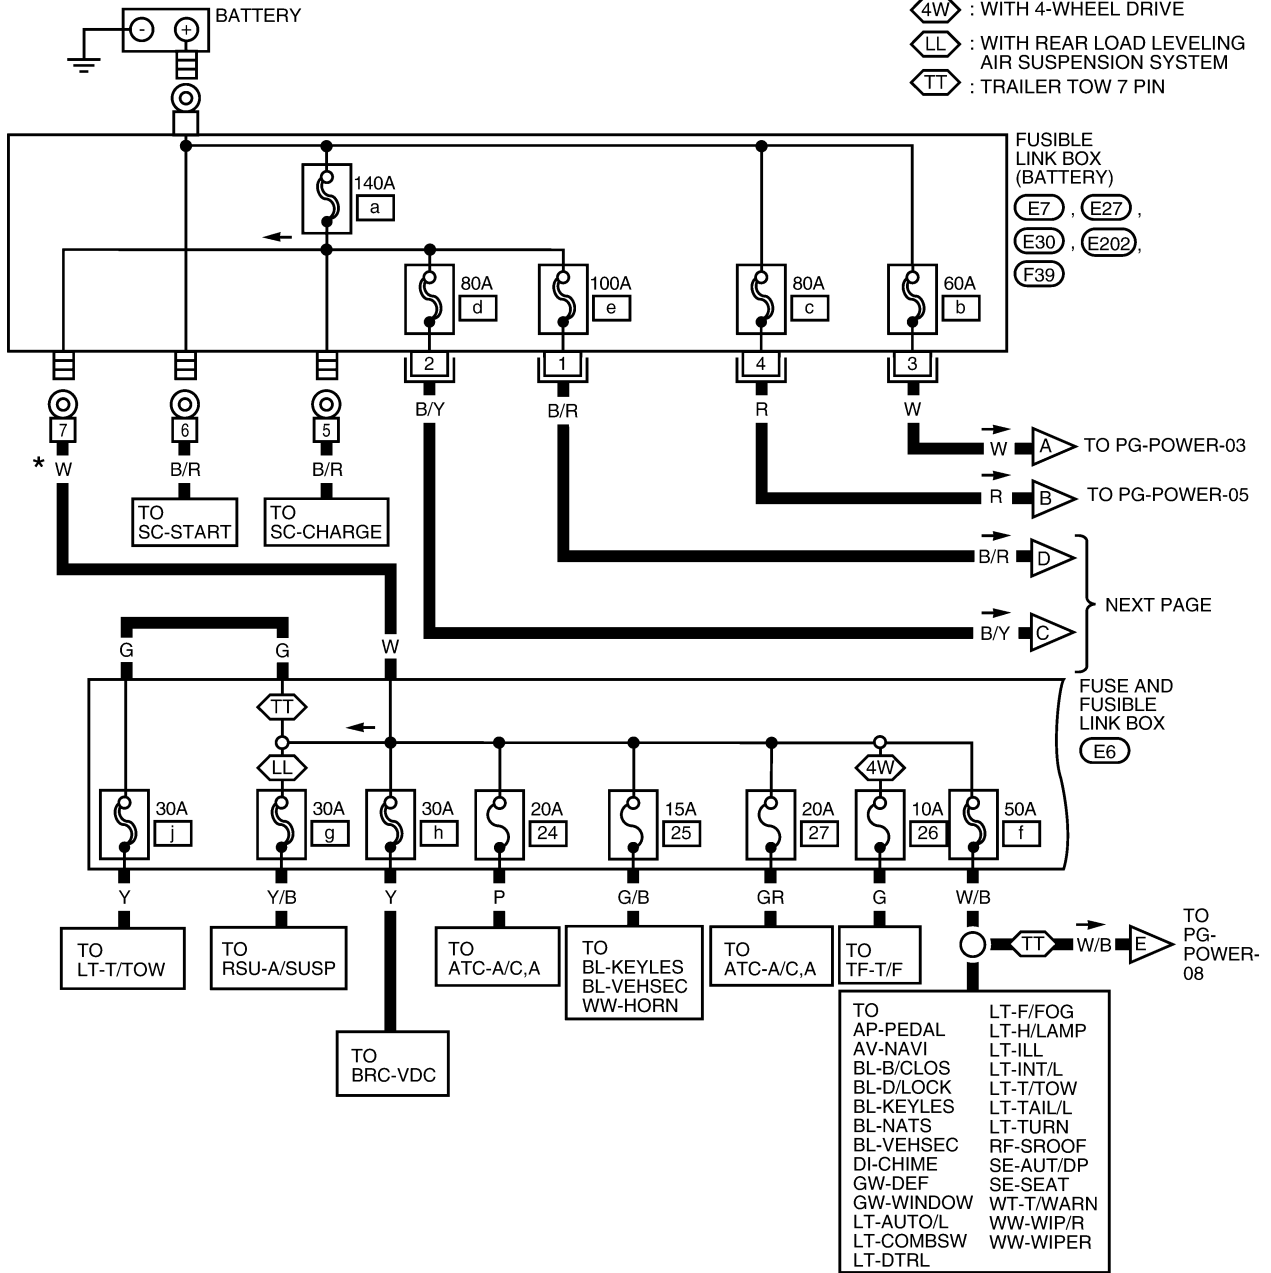 BATTERY
- +
4W : WITH 4-WHEEL DRIVE
LL : WITH REAR LOAD LEVELING
AIR SUSPENSION SYSTEM
TT : TRAILER TOW 7 PIN
FUSIBLE
LINK BOX
(BATTERY)
E7 , E27 ,
E30 , E202 ,
F39
140A
a
80A
d
100A
e
80A
c
60A
b
2 1 4 3
B/Y B/R R W
7 6 5
* W B/R B/R
TO
SC-START
TO
SC-CHARGE
W A TO PG-POWER-03
R B TO PG-POWER-05
B/R D
NEXT PAGE
B/Y C
G G W
FUSE AND
FUSIBLE
LINK BOX
E6
TT
LL
4W
30A
j
30A
g
30A
h
20A
24
15A
25
20A
27
10A
26
50A
f
Y Y/B Y P G/B GR G W/B
TO
LT-T/TOW
TO
RSU-A/SUSP
TO
BRC-VDC
TO
ATC-A/C,A
TO
BL-KEYLES
BL-VEHSEC
WW-HORN
TO
ATC-A/C,A
TO
TF-T/F
TT W/B E
TO
PG-
POWER-
08
TO
AP-PEDAL
AV-NAVI
BL-B/CLOS
BL-D/LOCK
BL-KEYLES
BL-NATS
BL-VEHSEC
DI-CHIME
GW-DEF
GW-WINDOW
LT-AUTO/L
LT-COMBSW
LT-DTRL
LT-F/FOG
LT-H/LAMP
LT-ILL
LT-INT/L
LT-T/TOW
LT-TAIL/L
LT-TURN
RF-SROOF
SE-AUT/DP
SE-SEAT
WT-T/WARN
WW-WIP/R
WW-WIPER